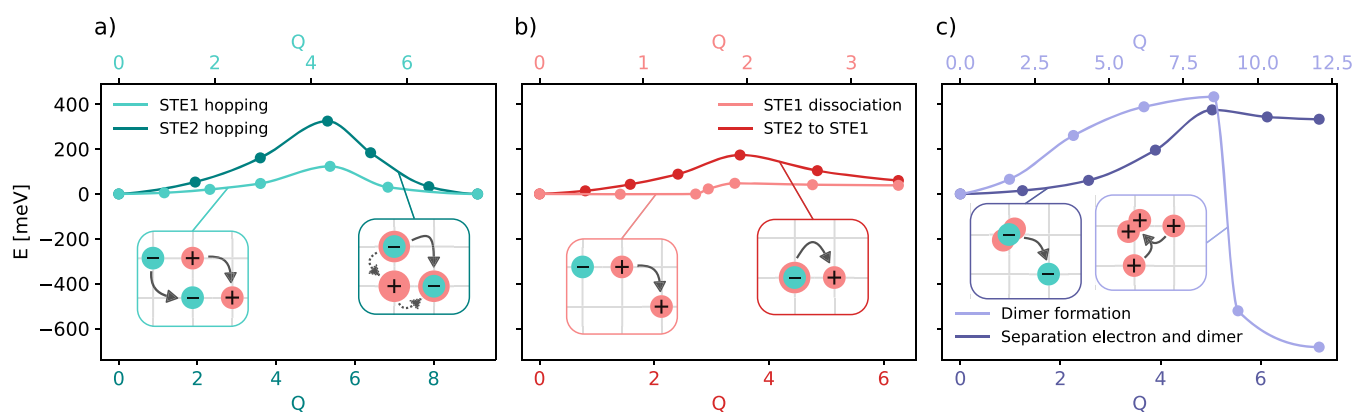 a)
Q
0 2 4 6
STE1 hopping
STE2 hopping
E [meV]
400
200
0
−200
−400
−600
− +
− +
−
+ −
0 2 4 6 8
Q
b)
Q
0 1 2 3
STE1 dissociation
STE2 to STE1
− +
+
− +
0 2 4 6
Q
c)
Q
0.0 2.5 5.0 7.5 10.0 12.5
−
−
+
+ +
+
Dimer formation
Separation electron and dimer
0 2 4 6
Q